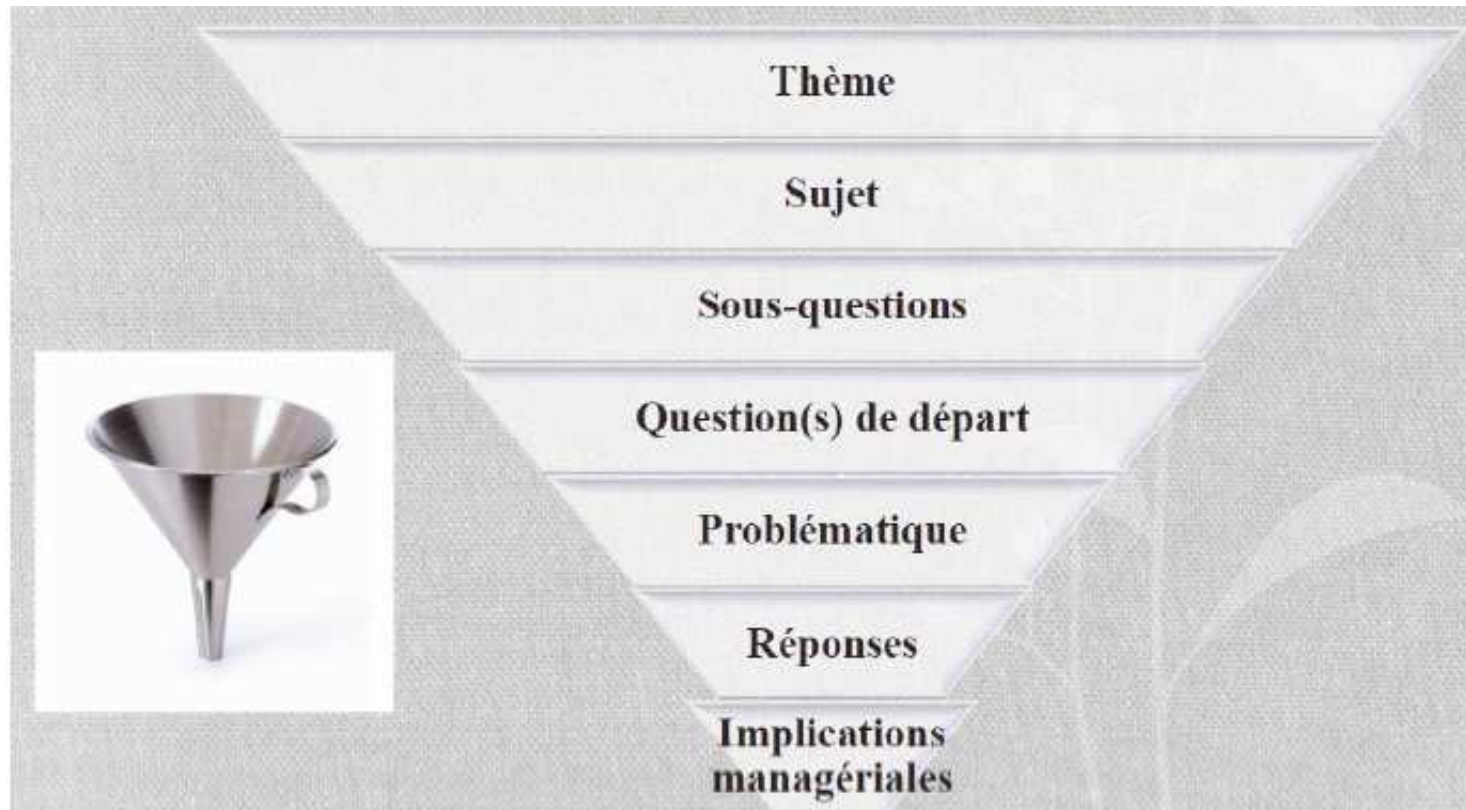 Thème
Sujet
Sous-questions
Question(s) de départ
Problématique
Réponses
Implications
managériales